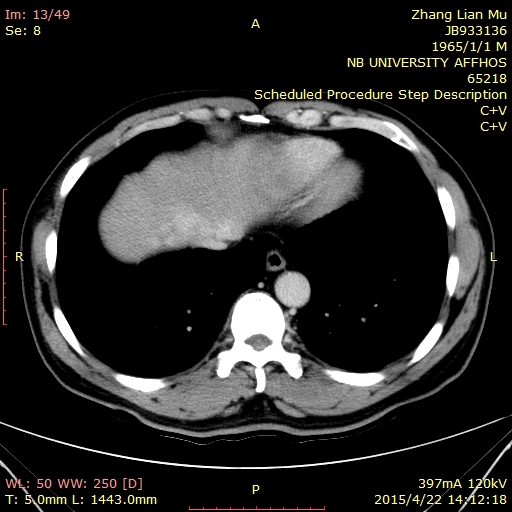 Im: 13/49
Se: 8
A
Zhang Lian Mu
JB933136
1965/1/1 M
NB UNIVERSITY AFFHOS
65218
Scheduled Procedure Step Description
C+V
C+V
R
L
WL: 50 WW: 250 [D]
T: 5.0mm L: 1443.0mm
P
397mA 120kV
2015/4/22 14:12:18